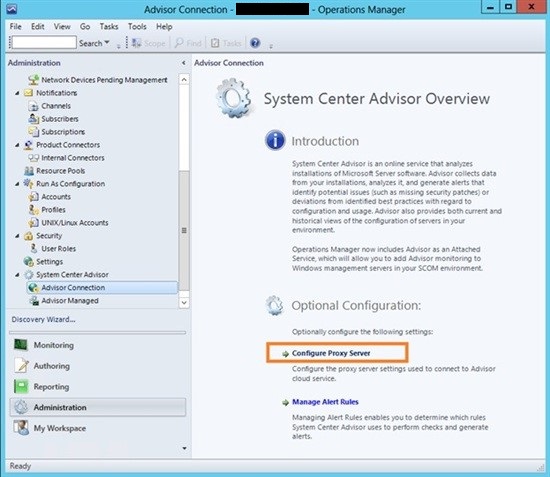 Advisor Connection - - Operations Manager
File Edit View Go Tasks Tools Help
Search Scope Find Tasks
Administration
Network Devices Pending Management
Notifications
Channels
Subscribers
Subscriptions
Product Connectors
Internal Connectors
Resource Pools
Run As Configuration
Accounts
Profiles
UNIX/Linux Accounts
Security
User Roles
Settings
System Center Advisor
Advisor Connection
Advisor Managed
Discovery Wizard...
Monitoring
Authoring
Reporting
Administration
My Workspace
Advisor Connection
System Center Advisor Overview
Introduction
System Center Advisor is an online service that analyzes
installations of Microsoft Server software. Advisor collects
data from your installations, analyzes it, and generate alerts that
identify potential issues (such as missing security patches) or
deviations from identified best practices with regard to
configuration and usage. Advisor also provides both current and
historical views of the configuration of servers in your
environment.
Operations Manager now includes Advisor as an Attached
Service, which will allow you to add Advisor monitoring to
Windows management servers in your SCOM environment.
Optional Configuration:
Optionally configure the following settings:
Configure Proxy Server
Configure the proxy server settings used to connect to Advisor
cloud service.
Manage Alert Rules
Managing Alert Rules enables you to determine which rules
System Center Advisor uses to perform checks and generate
alerts.
Ready